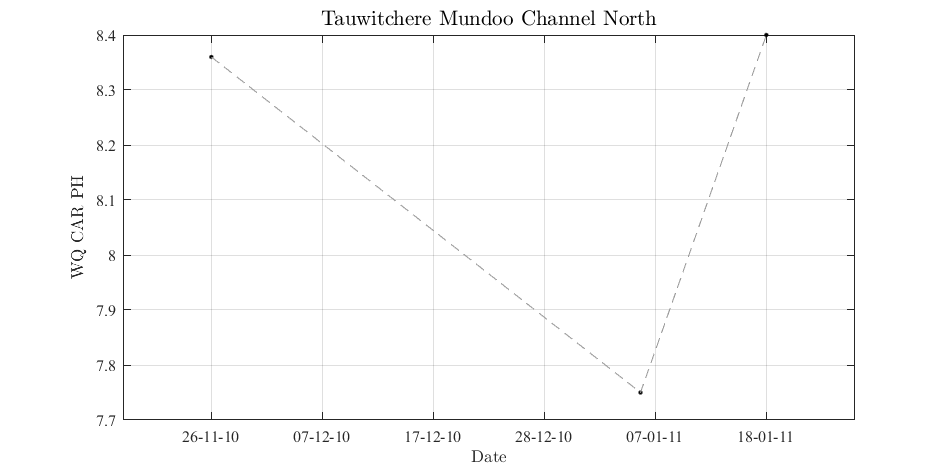 Tauwitchere Mundoo Channel North
8.4
8.3
8.2
8.1
8
7.9
7.8
7.7
WQ CAR PH
26-11-10 07-12-10 17-12-10 28-12-10 07-01-11 18-01-11
Date